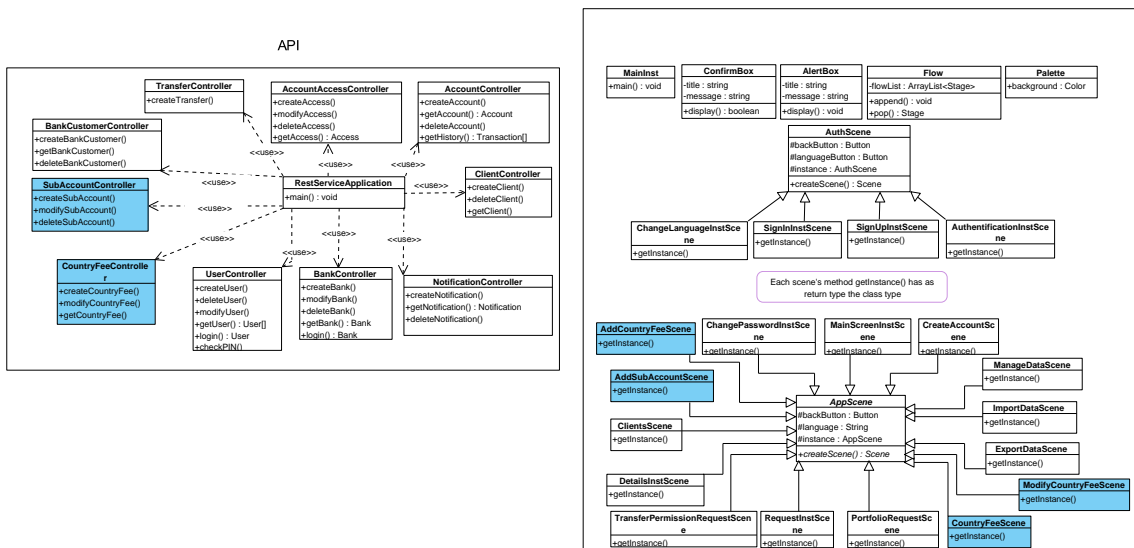 API
TransferController
+createTransfer()
AccountAccessController
+createAccess()
+modifyAccess()
+deleteAccess()
+getAccess() : Access
AccountController
+createAccount()
+getAccount() : Account
+deleteAccount()
+getHistory() : Transaction[]
BankCustomerController
+createBankCustomer()
+getBankCustomer()
+deleteBankCustomer()
<<use>>
<<use>>
<<use>>
<<use>>
SubAccountController
+createSubAccount()
+modifySubAccount()
+deleteSubAccount()
<<use>>
RestServiceApplication
+main() : void
<<use>>
ClientController
+createClient()
+deleteClient()
+getClient()
<<use>>
<<use>>
<<use>>
<<use>>
CountryFeeControlle
r
+createCountryFee()
+modifyCountryFee()
+getCountryFee()
UserController
+createUser()
+deleteUser()
+modifyUser()
+getUser() : User[]
+login() : User
+checkPIN()
BankController
+createBank()
+modifyBank()
+deleteBank()
+getBank() : Bank
+login() : Bank
NotificationController
+createNotification()
+getNotification() : Notification
+deleteNotification()
MainInst
+main() : void
ConfirmBox
-title : string
-message : string
+display() : boolean
AlertBox
-title : string
-message : string
+display() : void
Flow
-flowList : ArrayList<Stage>
+append() : void
+pop() : Stage
Palette
+background : Color
AuthScene
#backButton : Button
#languageButton : Button
#instance : AuthScene
+createScene() : Scene
ChangeLanguageInstSce
ne
+getInstance()
SignInInstScene
+getInstance()
SignUpInstScene
+getInstance()
AuthentificationInstSce
ne
+getInstance()
Each scene's method getInstance() has as
return type the class type
AddCountryFeeScene
+getInstance()
ChangePasswordInstSce
ne
+getInstance()
MainScreenInstSc
ene
+getInstance()
CreateAccountSc
ene
+getInstance()
ManageDataScene
+getInstance()
AddSubAccountScene
+getInstance()
AppScene
#backButton : Button
#language : String
#instance : AppScene
+createScene() : Scene
ImportDataScene
+getInstance()
ClientsScene
+getInstance()
ExportDataScene
+getInstance()
DetailsInstScene
+getInstance()
ModifyCountryFeeScene
+getInstance()
TransferPermissionRequestScen
e
+getInstance()
RequestInstSce
ne
+getInstance()
PortfolioRequestSc
ene
+getInstance()
CountryFeeScene
+getInstance()